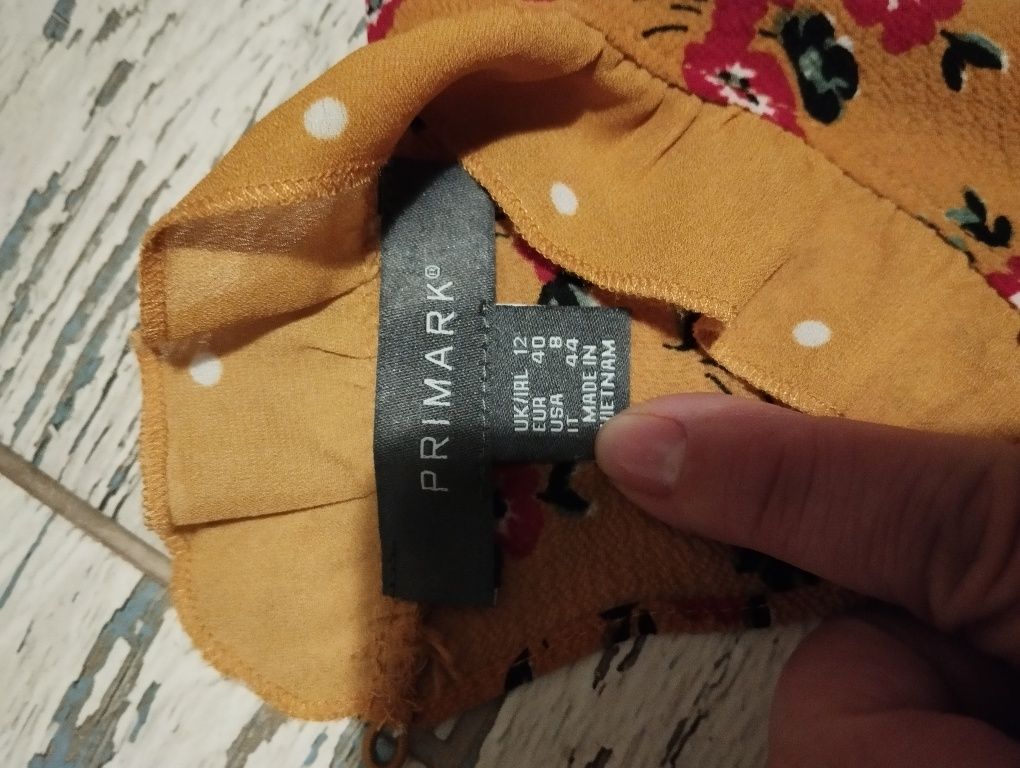 PRIMARK®
UK/IRL 12
EUR 40
USA 8
IT 44
MADE IN
VIETNAM